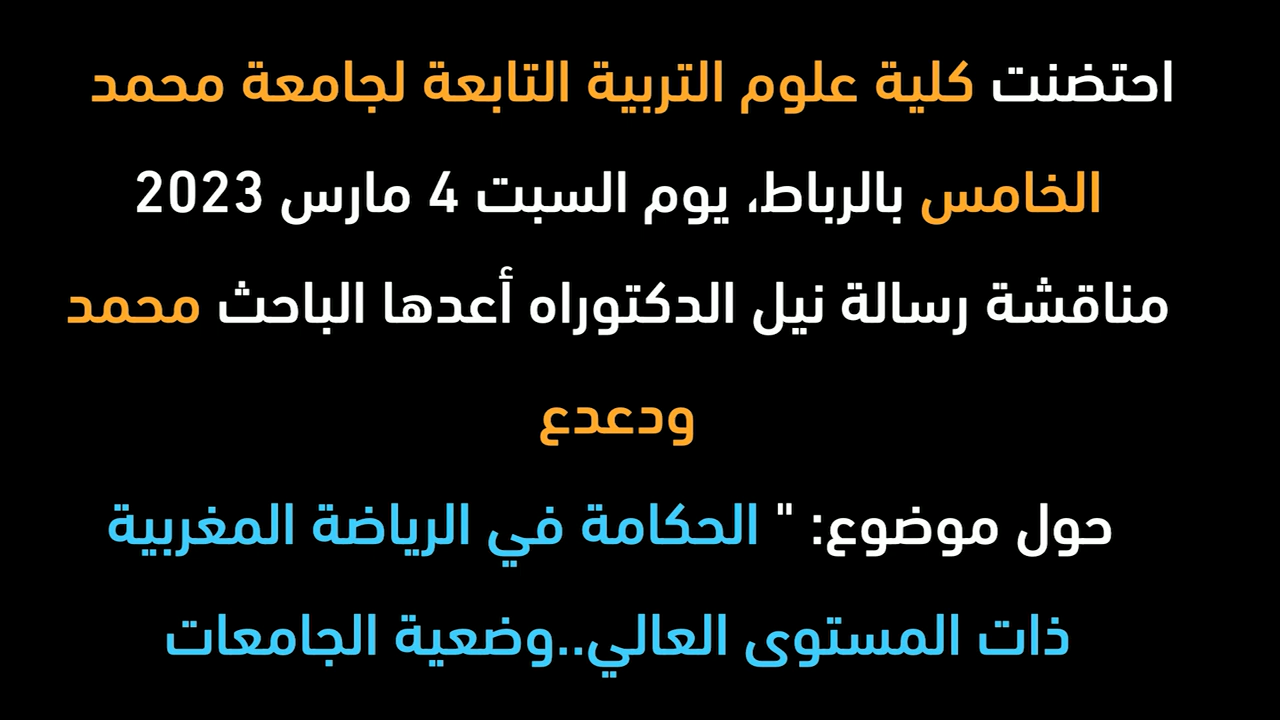 احتضنت كلية علوم التربية التابعة لجامعة محمد
الخامس بالرباط، يوم السبت 4 مارس 2023
مناقشة رسالة نيل الدكتوراه أعدها الباحث محمد
ودعدع
حول موضوع: " الحكامة في الرياضة المغربية
ذات المستوى العالي..وضعية الجامعات